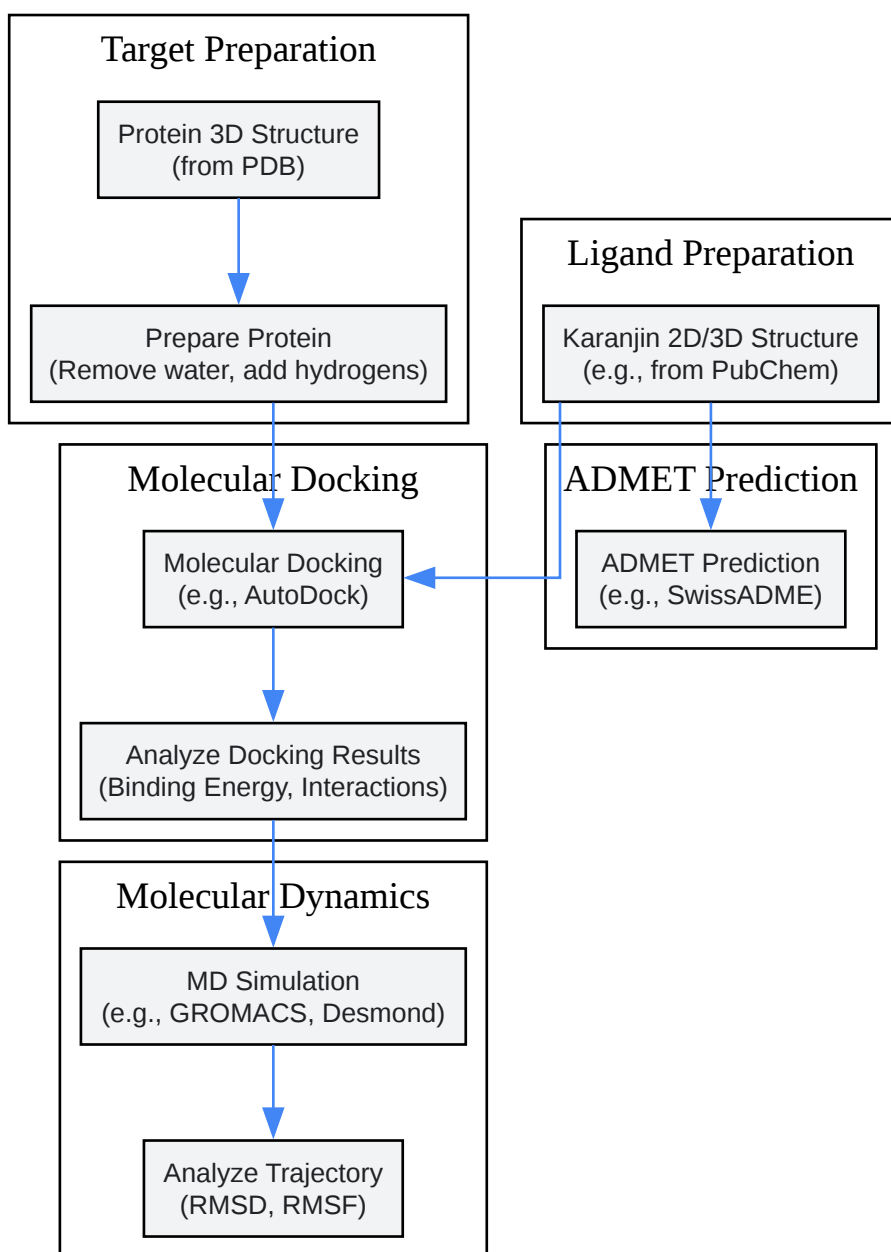 Target Preparation
Protein 3D Structure
(from PDB)
Prepare Protein
(Remove water, add hydrogens)
Ligand Preparation
Karanjin 2D/3D Structure
(e.g., from PubChem)
Molecular Docking
Molecular Docking
(e.g., AutoDock)
Analyze Docking Results
(Binding Energy, Interactions)
ADMET Prediction
ADMET Prediction
(e.g., SwissADME)
Molecular Dynamics
MD Simulation
(e.g., GROMACS, Desmond)
Analyze Trajectory
(RMSD, RMSF)